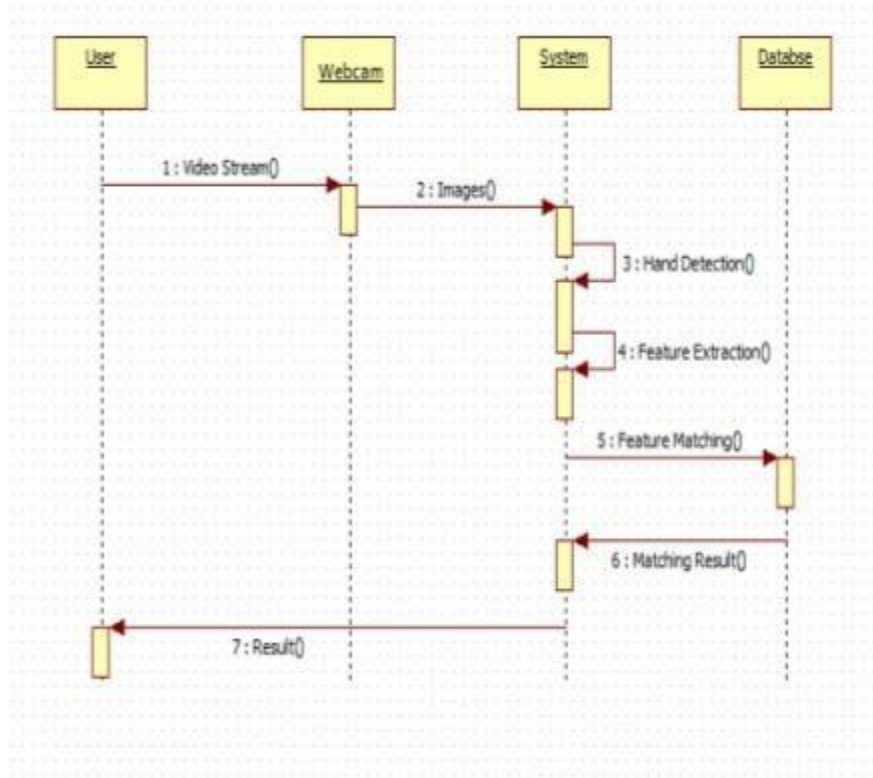 User
Webcam
System
Databse
1 : Video Stream()
2 : Images()
3 : Hand Detection()
4 : Feature Extraction()
5 : Feature Matching()
6 : Matching Result()
7 : Result()